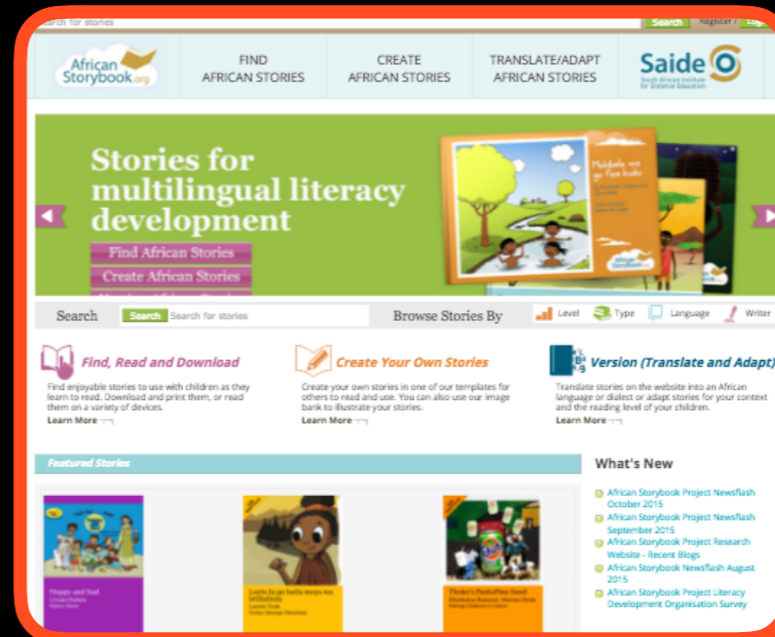 Search for stories
Search Register /
African
Storybook.org
FIND
AFRICAN STORIES
CREATE
AFRICAN STORIES
TRANSLATE/ADAPT
AFRICAN STORIES
Saide
South African Institute
for Distance Education
Stories for
multilingual literacy
development
Find African Stories
Create African Stories
Search Search Search for stories Browse Stories By Level Type Language Writer
Find, Read and Download
Find enjoyable stories to use with children as they
learn to read. Download and print them, or read
them on a variety of devices.
Learn More
Create Your Own Stories
Create your own stories in one of our templates for
others to read and use. You can also use our image
bank to illustrate your stories.
Learn More
Version (Translate and Adapt)
Translate stories on the website into an African
language or dialect or adapt stories for your context
and the reading level of your children.
Learn More
Featured Stories
Happy and Sad
What's New
African Storybook Project Newsflash
October 2015
African Storybook Project Newsflash
September 2015
African Storybook Project Research
Website - Recent Blogs
African Storybook Newsflash August
2015
African Storybook Project Literacy
Development Organisation Survey